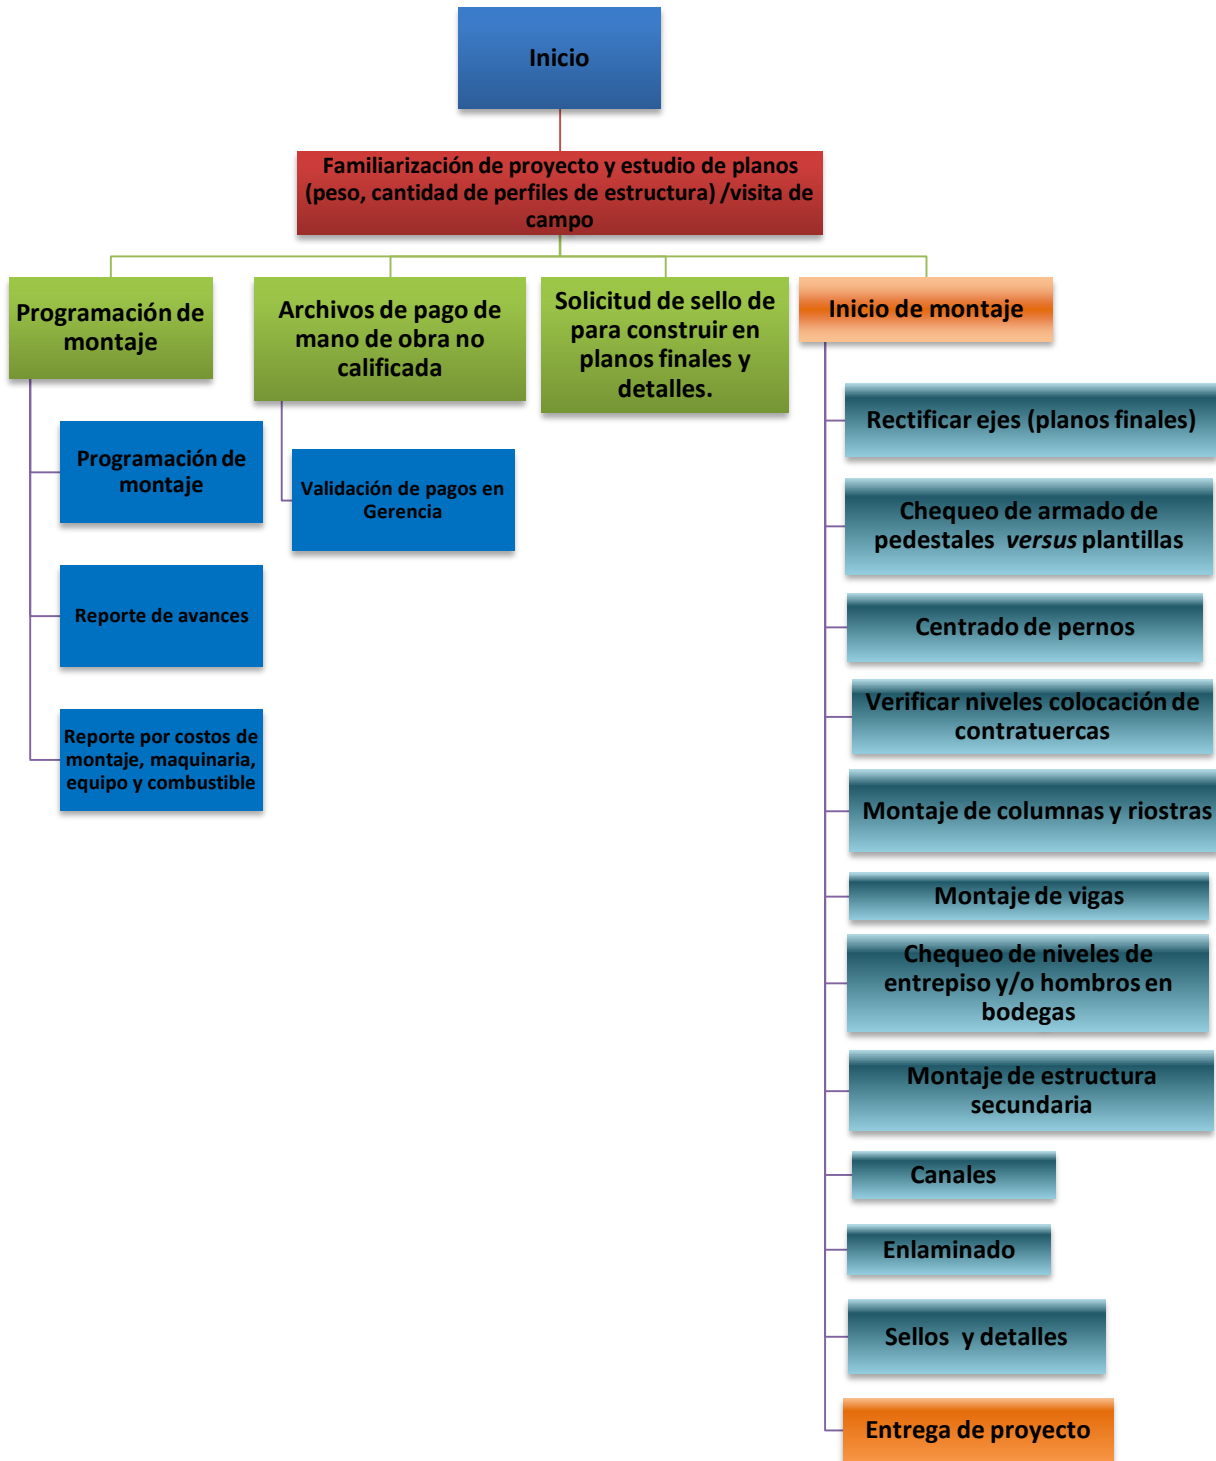 Inicio
Familiarización de proyecto y estudio de planos
(peso, cantidad de perfiles de estructura) /visita de
campo
Programación de
montaje
Archivos de pago de
mano de obra no
calificada
Solicitud de sello de
para construir en
planos finales y
detalles.
Inicio de montaje
Programación de
montaje
Reporte de avances
Reporte por costos de
montaje, maquinaria,
equipo y combustible
Validación de pagos en
Gerencia
Rectificar ejes (planos finales)
Chequeo de armado de
pedestales versus plantillas
Centrado de pernos
Verificar niveles colocación de
contratuercas
Montaje de columnas y riostras
Montaje de vigas
Chequeo de niveles de
entrepiso y/o hombros en
bodegas
Montaje de estructura
secundaria
Canales
Enlaminado
Sellos y detalles
Entrega de proyecto